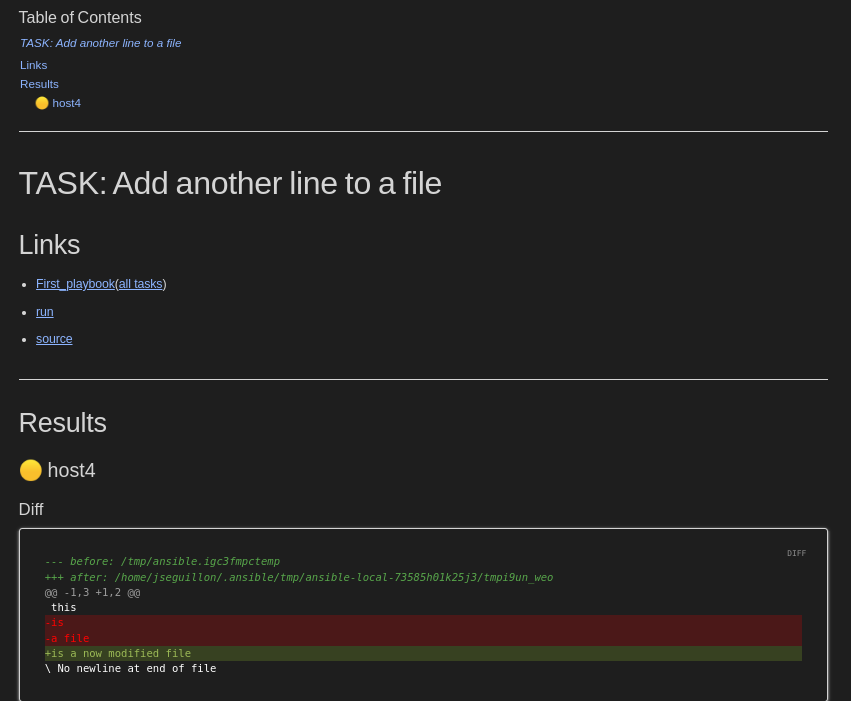 Table of Contents
TASK: Add another line to a file
Links
Results
host4
TASK: Add another line to a file
Links
First_playbook(all tasks)
run
source
Results
host4
Diff
DIFF
--- before: /tmp/ansible.igc3fmpctemp
+++ after: /home/jseguillon/.ansible/tmp/ansible-local-73585h01k25j3/tmpi9un_weo
@@ -1,3 +1,2 @@
this
-is
-a file
+is a now modified file
\ No newline at end of file